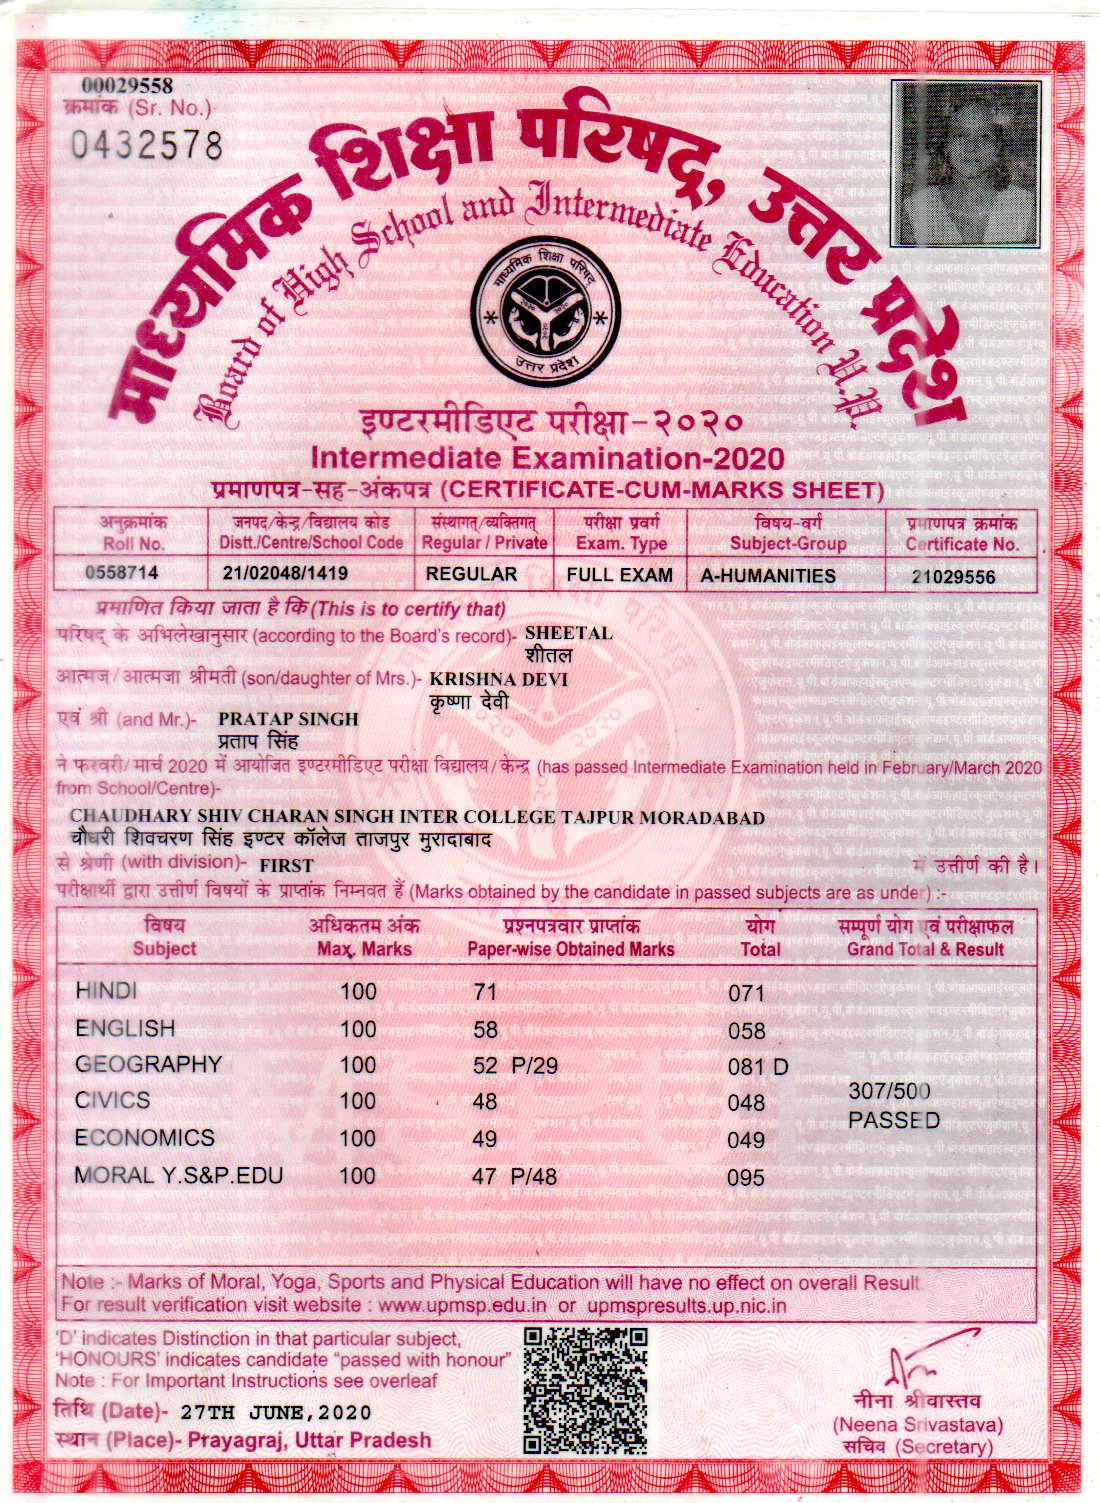 00029558
क्रमांक (Sr. No.)
0432578
माध्यमिक शिक्षा परिषद्, उत्तर प्रदेश
Board of High School and Intermediate Education U.P.
माध्यमिक शिक्षा परिषद्
2020 2020
२०२०
उत्तर प्रदेश
इण्टरमीडिएट परीक्षा-२०२०
Intermediate Examination-2020
प्रमाणपत्र-सह-अंकपत्र (CERTIFICATE-CUM-MARKS SHEET)
अनुक्रमांक जनपद/केन्द्र/विद्यालय कोड संस्थागत्/व्यक्तिगत् परीक्षा प्रवर्ग विषय-वर्ग प्रमाणपत्र क्रमांक
Roll No. Distt./Centre/School Code Regular / Private Exam. Type Subject-Group Certificate No.
0558714 21/02048/1419 REGULAR FULL EXAM A-HUMANITIES 21029556
प्रमाणित किया जाता है कि (This is to certify that)
परिषद् के अभिलेखानुसार (according to the Board's record)- SHEETAL
शीतल
आत्मज/आत्मजा श्रीमती (son/daughter of Mrs.)- KRISHNA DEVI
कृष्णा देवी
एवं श्री (and Mr.)- PRATAP SINGH
प्रताप सिंह
ने फरवरी/मार्च 2020 में आयोजित इण्टरमीडिएट परीक्षा विद्यालय/केन्द्र (has passed Intermediate Examination held in February/March 2020
from School/Centre)-
CHAUDHARY SHIV CHARAN SINGH INTER COLLEGE TAJPUR MORADABAD
चौधरी शिवचरण सिंह इण्टर कॉलेज ताजपुर मुरादाबाद
से श्रेणी (with division)- FIRST में उत्तीर्ण की है।
परीक्षार्थी द्वारा उत्तीर्ण विषयों के प्राप्तांक निम्नवत हैं (Marks obtained by the candidate in passed subjects are as under) :-
विषय अधिकतम अंक प्रश्नपत्रवार प्राप्तांक योग सम्पूर्ण योग एवं परीक्षाफल
Subject Max. Marks Paper-wise Obtained Marks Total Grand Total & Result
HINDI 100 71 071
ENGLISH 100 58 058
GEOGRAPHY 100 52 P/29 081 D
307/500
CIVICS 100 48 048
PASSED
ECONOMICS 100 49 049
MORAL Y.S&P.EDU 100 47 P/48 095
Note :- Marks of Moral, Yoga, Sports and Physical Education will have no effect on overall Result.
For result verification visit website : www.upmsp.edu.in or upmspresults.up.nic.in
'D' indicates Distinction in that particular subject,
'HONOURS' indicates candidate "passed with honour"
Note : For Important Instructions see overleaf
तिथि (Date)- 27TH JUNE,2020
स्थान (Place)- Prayagraj, Uttar Pradesh
नीना श्रीवास्तव
(Neena Srivastava)
सचिव (Secretary)